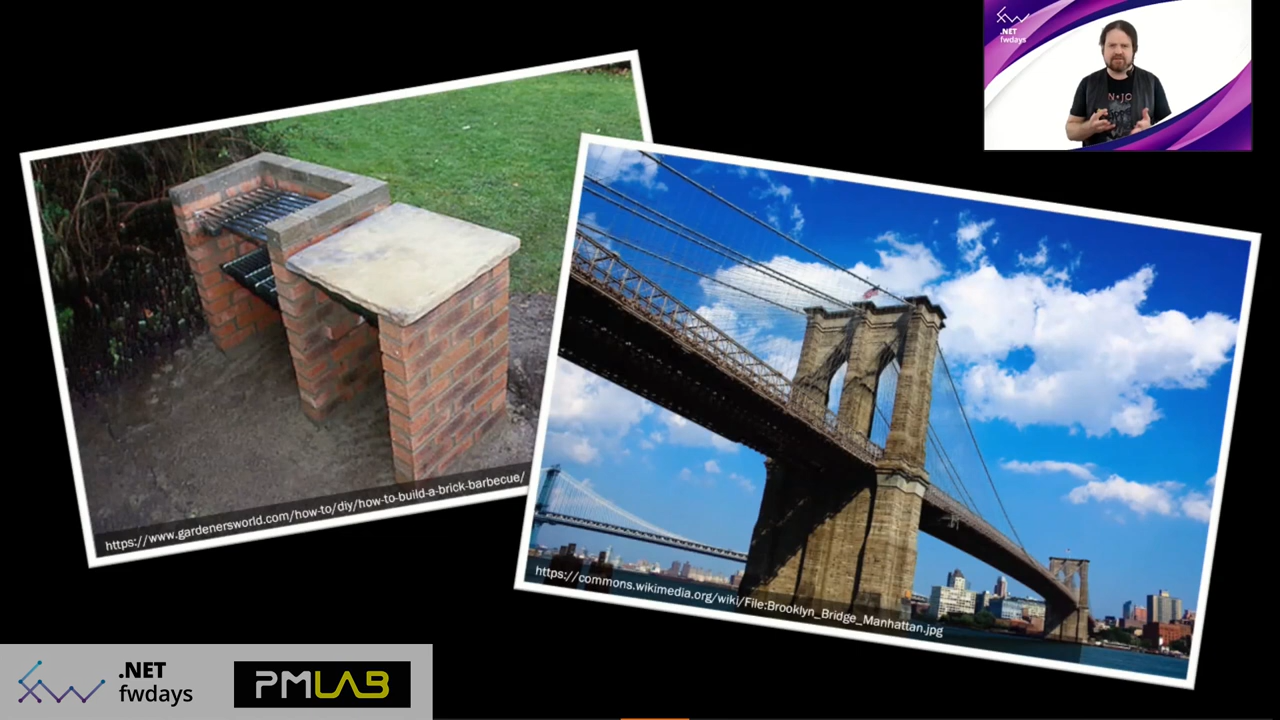 .NET
fwdays
N•JO
https://www.gardenersworld.com/how-to/diy/how-to-build-a-brick-barbecue/
https://commons.wikimedia.org/wiki/File:Brooklyn_Bridge_Manhattan.jpg
.NET
fwdays
PMLAB